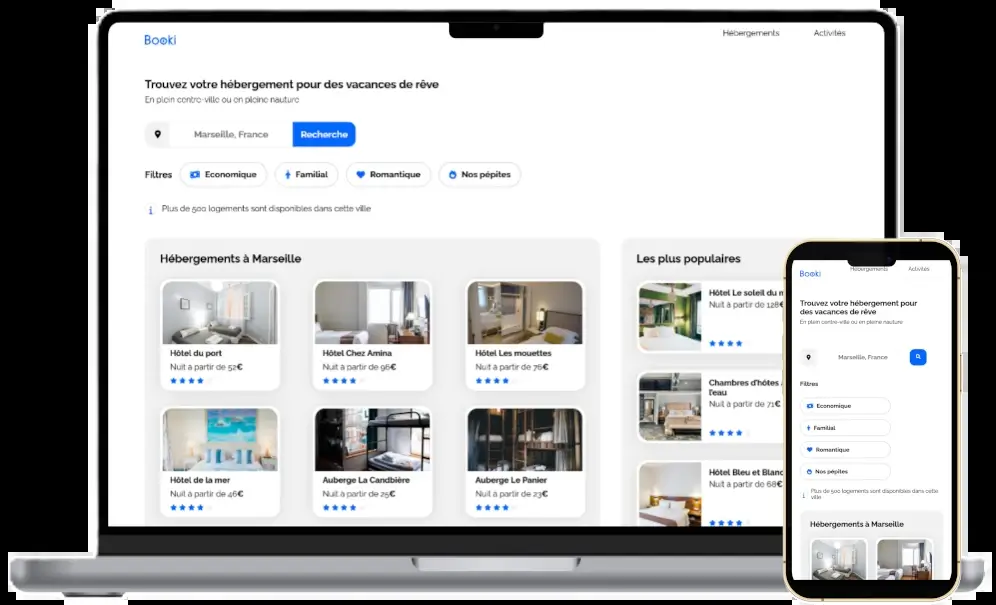 Booki
Hébergements
Activités
Trouvez votre hébergement pour des vacances de rêve
En plein centre-ville ou en pleine nature
Marseille, France
Recherche
Filtres
Economique
Familial
Romantique
Nos pépites
Plus de 500 logements sont disponibles dans cette ville
Hébergements à Marseille
Hôtel du port
Nuit à partir de 52€
Hôtel Chez Amina
Nuit à partir de 96€
Hôtel Les mouettes
Nuit à partir de 76€
Hôtel de la mer
Nuit à partir de 46€
Auberge La Candbière
Nuit à partir de 25€
Auberge Le Panier
Nuit à partir de 23€
Les plus populaires
Hôtel Le soleil du
Nuit à partir de 128€
Chambres d'hôtes
l'eau
Nuit à partir de 71€
Hôtel Bleu et Blanc
Nuit à partir de 68€
Booki
Hébergements
Activités
Trouvez votre hébergement pour
des vacances de rêve
En plein centre-ville ou en pleine nature
Marseille, France
Filtres
Economique
Familial
Romantique
Nos pépites
Plus de 500 logements sont disponibles dans cette
ville
Hébergements à Marseille